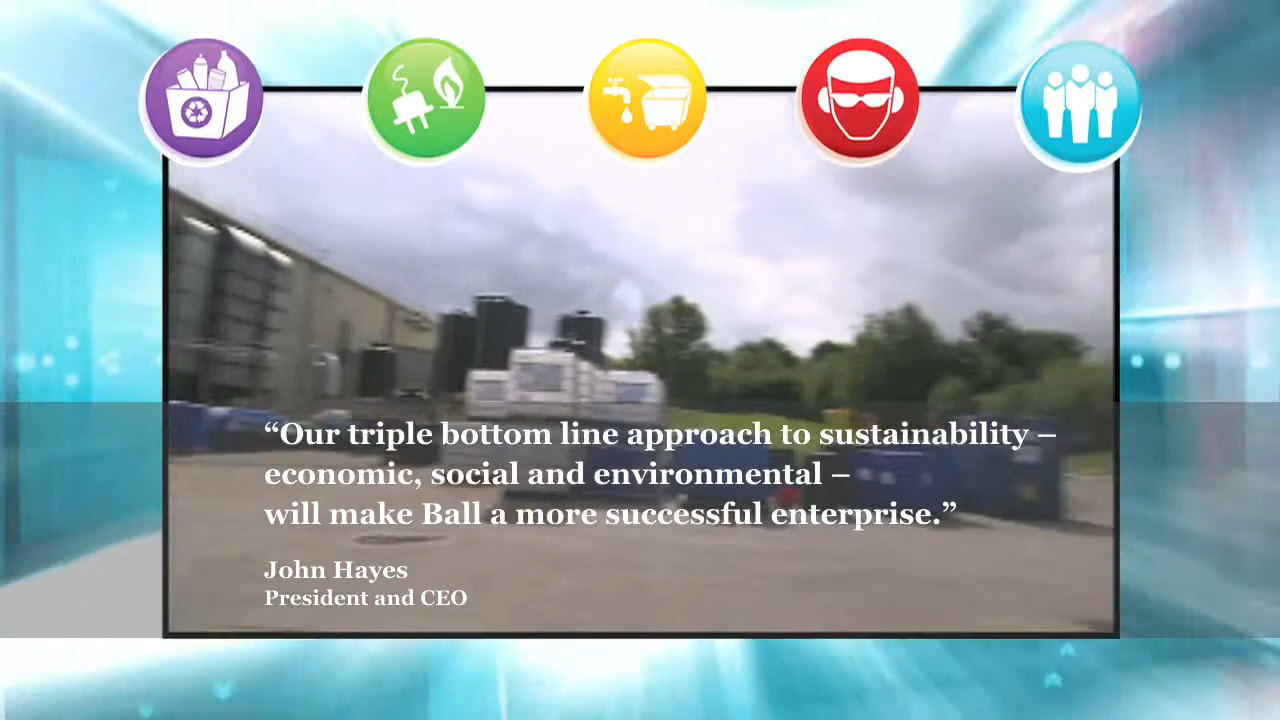 “Our triple bottom line approach to sustainability –
economic, social and environmental –
will make Ball a more successful enterprise.”
John Hayes
President and CEO